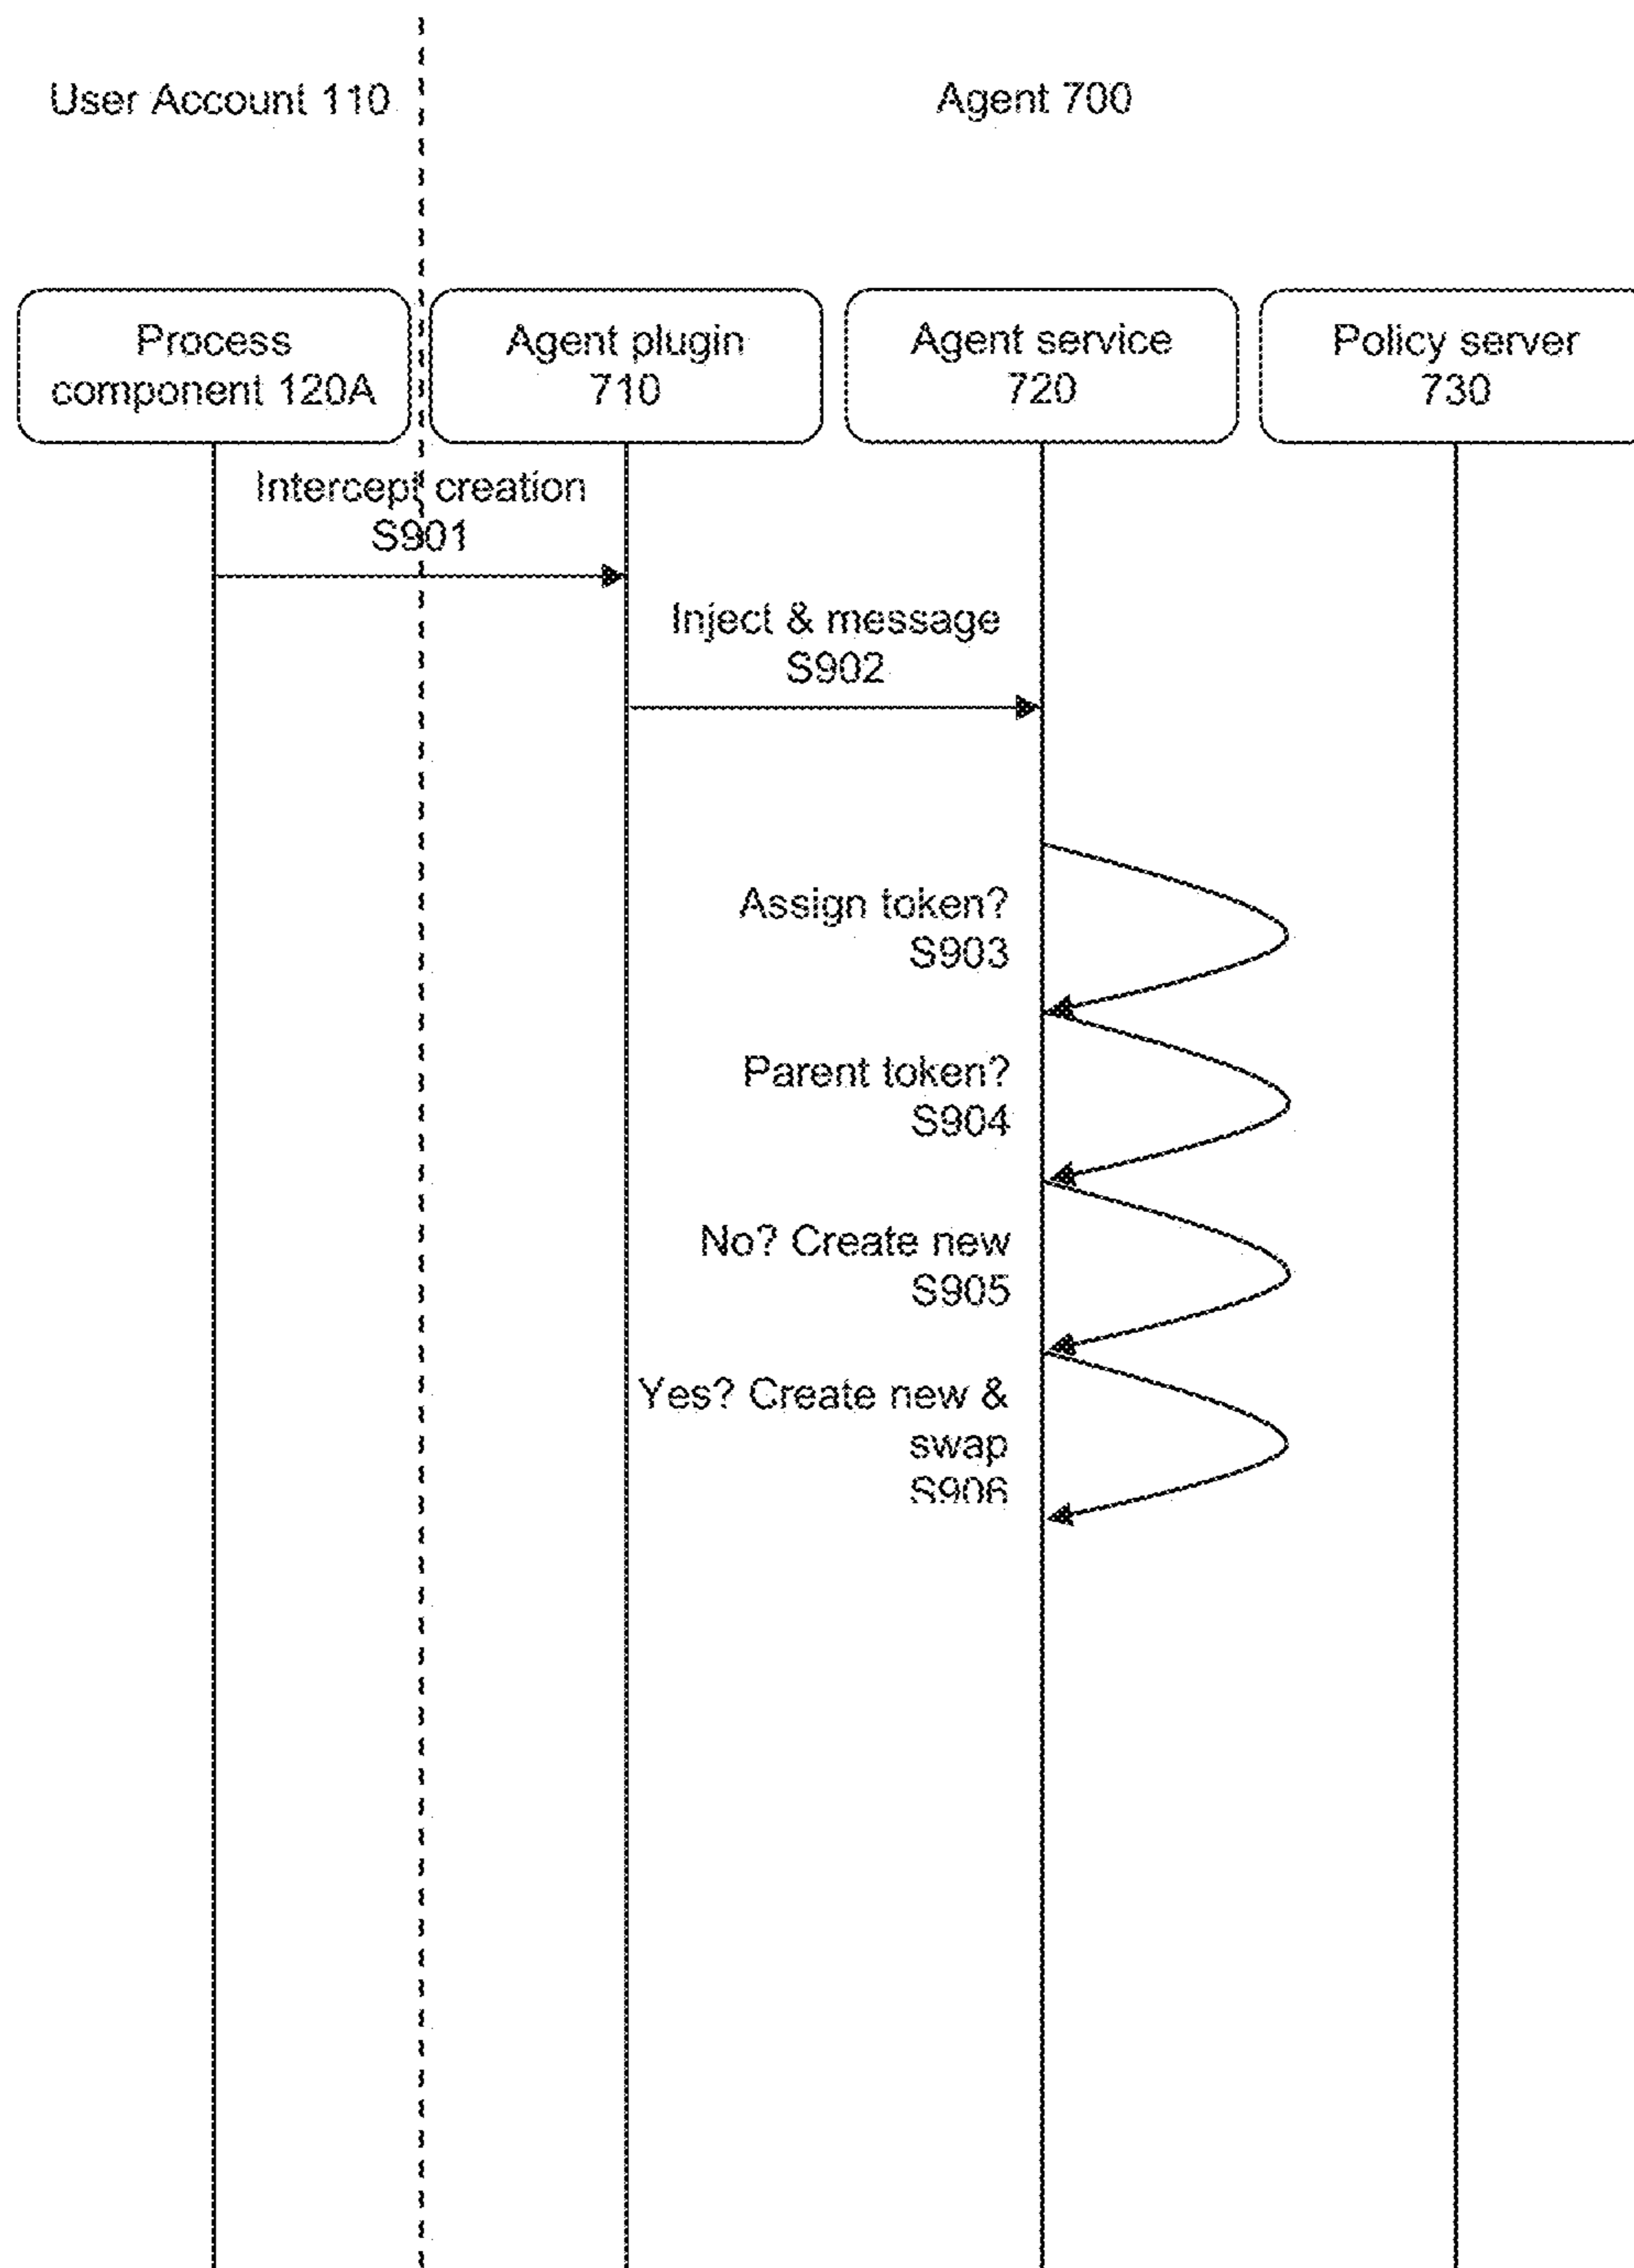 User Account 110
Agent 700
Process
component 120A
Agent plugin
710
Agent service
720
Policy server
730
Intercept creation
S901
Inject & message
S902
Assign token?
S903
Parent token?
S904
No? Create new
S905
Yes? Create new &
swap
S906